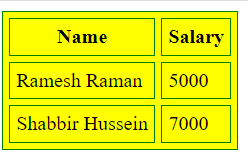 Name Salary
Ramesh Raman 5000
Shabbir Hussein 7000